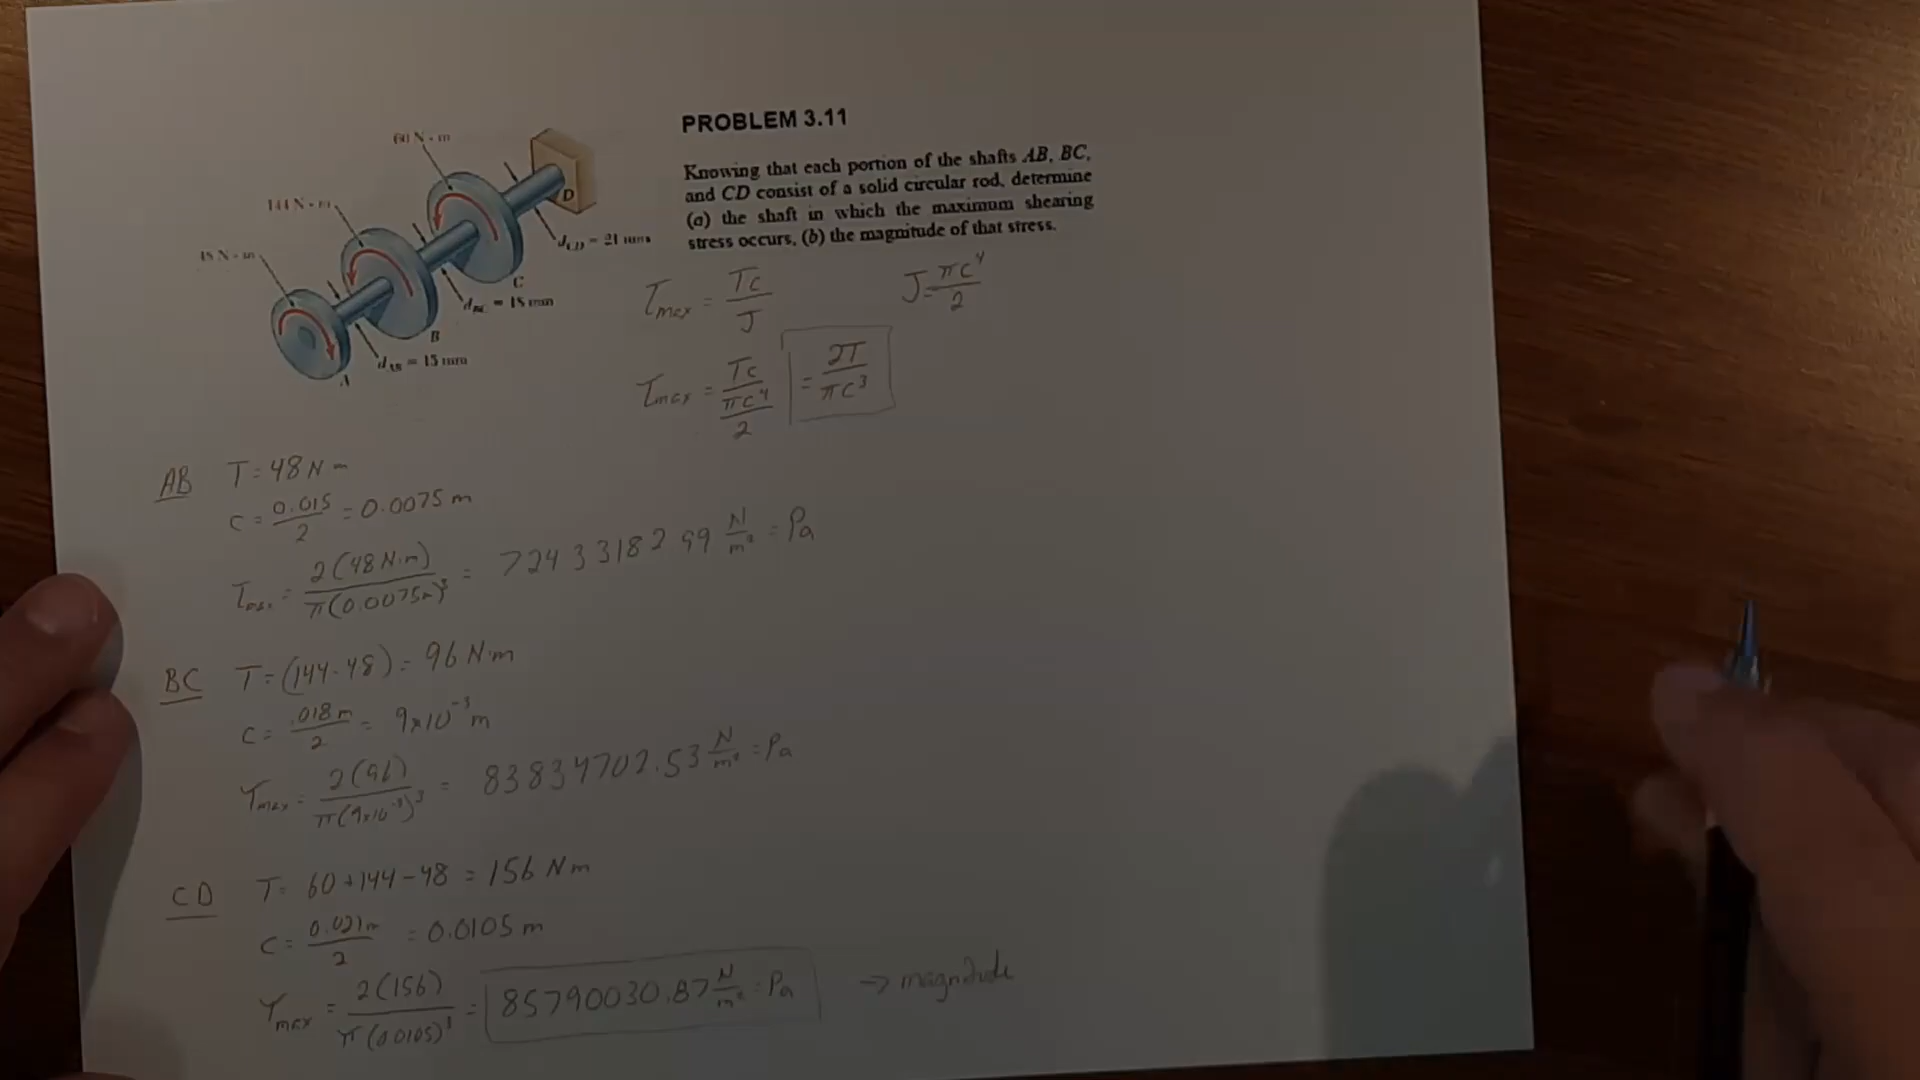 60 N · m
144 N · m
48 N · m
D
d_CD = 21 mm
C
d_BC = 18 mm
B
d_AB = 15 mm
A
PROBLEM 3.11
Knowing that each portion of the shafts AB, BC,
and CD consist of a solid circular rod, determine
(a) the shaft in which the maximum shearing
stress occurs, (b) the magnitude of that stress.
τmax = Tc / J
J = πc⁴ / 2
τmax = Tc / (πc⁴ / 2) = 2T / πc³
AB T = 48 N m
c = 0.015 / 2 = 0.0075 m
τmax = 2(48 N·m) / π(0.0075m)³ = 72433182.99 N/m² = Pa
BC T = (144-48) = 96 N·m
c = .018 m / 2 = 9×10⁻³ m
τmax = 2(96) / π(9×10⁻³)³ = 83834702.53 N/m² = Pa
CD T = 60+144-48 = 156 N m
c = 0.021m / 2 = 0.0105 m
τmax = 2(156) / π(0.0105)³ = 85790030.87 N/m² = Pa → magnitude